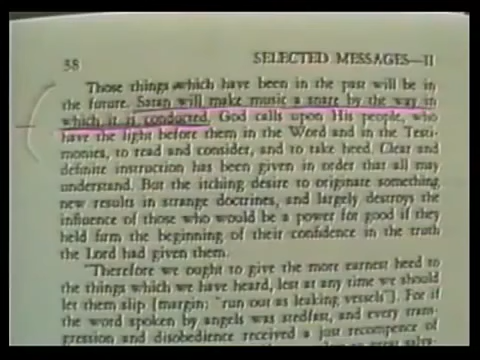 38 SELECTED MESSAGES—II
Those things which have been in the past will be in
the future. Satan will make music a snare by the way in
which it is conducted. God calls upon His people, who
have the light before them in the Word and in the Testi-
monies, to read and consider, and to take heed. Clear and
definite instruction has been given in order that all may
understand. But the itching desire to originate something
new results in strange doctrines, and largely destroys the
influence of those who would be a power for good if they
held firm the beginning of their confidence in the truth
the Lord had given them.
"Therefore we ought to give the more earnest heed to
the things which we have heard, lest at any time we should
let them slip [margin: "run out as leaking vessels"]. For if
the word spoken by angels was stedfast, and every trans-
gression and disobedience received a just recompence of